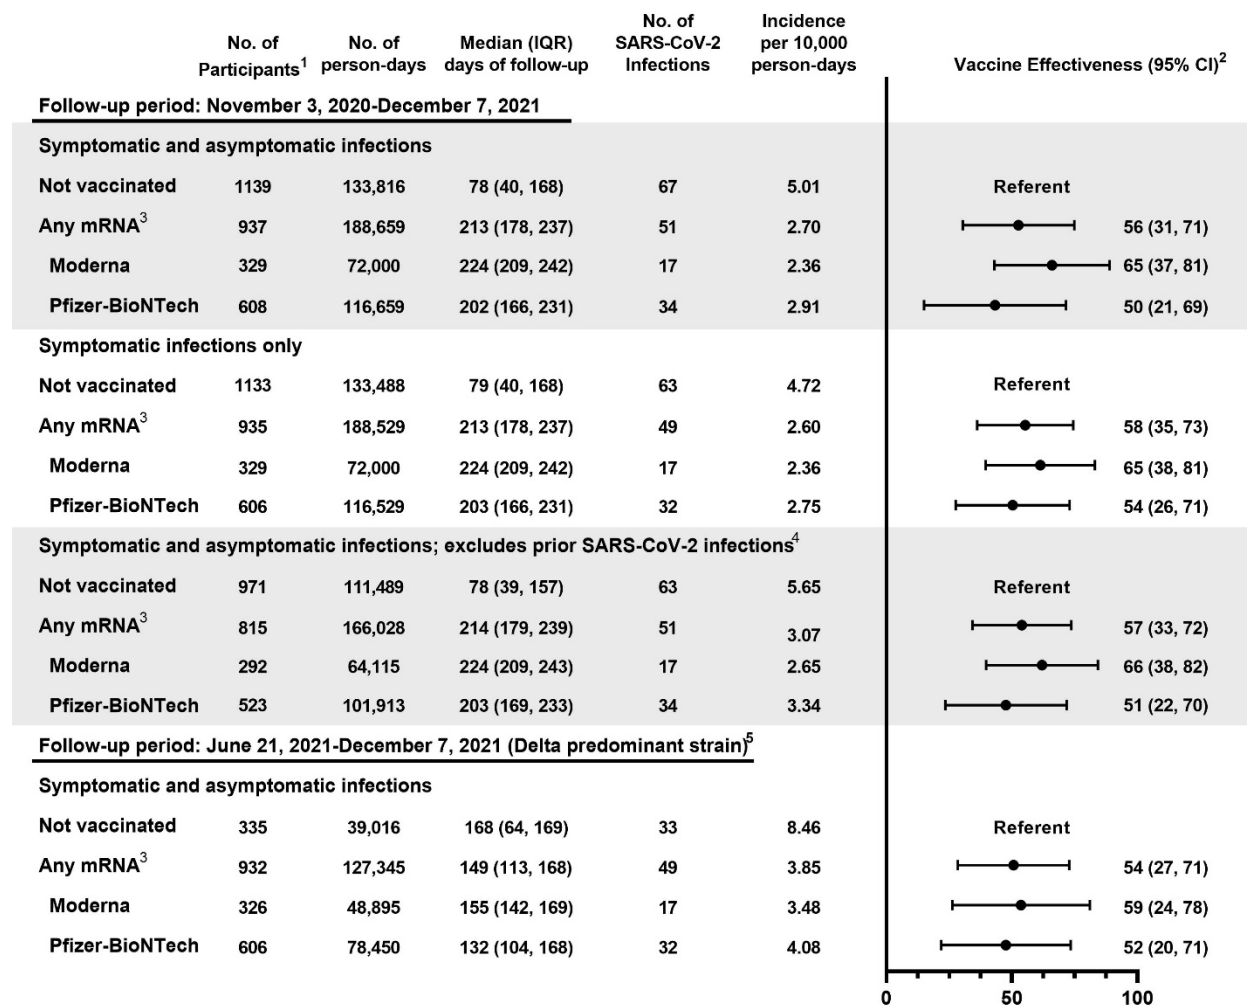 No. of Participants1 No. of person-days Median (IQR) days of follow-up No. of SARS-CoV-2 Infections Incidence per 10,000 person-days Vaccine Effectiveness (95% CI)2
Follow-up period: November 3, 2020-December 7, 2021
Symptomatic and asymptomatic infections
Not vaccinated 1139 133,816 78 (40, 168) 67 5.01 Referent
Any mRNA3 937 188,659 213 (178, 237) 51 2.70 56 (31, 71)
Moderna 329 72,000 224 (209, 242) 17 2.36 65 (37, 81)
Pfizer-BioNTech 608 116,659 202 (166, 231) 34 2.91 50 (21, 69)
Symptomatic infections only
Not vaccinated 1133 133,488 79 (40, 168) 63 4.72 Referent
Any mRNA3 935 188,529 213 (178, 237) 49 2.60 58 (35, 73)
Moderna 329 72,000 224 (209, 242) 17 2.36 65 (38, 81)
Pfizer-BioNTech 606 116,529 203 (166, 231) 32 2.75 54 (26, 71)
Symptomatic and asymptomatic infections; excludes prior SARS-CoV-2 infections4
Not vaccinated 971 111,489 78 (39, 157) 63 5.65 Referent
Any mRNA3 815 166,028 214 (179, 239) 51 3.07 57 (33, 72)
Moderna 292 64,115 224 (209, 243) 17 2.65 66 (38, 82)
Pfizer-BioNTech 523 101,913 203 (169, 233) 34 3.34 51 (22, 70)
Follow-up period: June 21, 2021-December 7, 2021 (Delta predominant strain)5
Symptomatic and asymptomatic infections
Not vaccinated 335 39,016 168 (64, 169) 33 8.46 Referent
Any mRNA3 932 127,345 149 (113, 168) 49 3.85 54 (27, 71)
Moderna 326 48,895 155 (142, 169) 17 3.48 59 (24, 78)
Pfizer-BioNTech 606 78,450 132 (104, 168) 32 4.08 52 (20, 71)
0 50 100